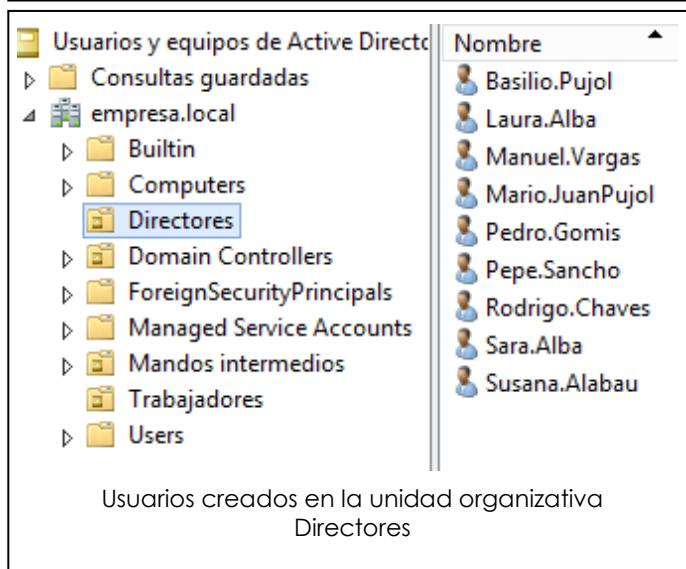 Usuarios y equipos de Active Directo
Consultas guardadas
empresa.local
Builtin
Computers
Directores
Domain Controllers
ForeignSecurityPrincipals
Managed Service Accounts
Mandos intermedios
Trabajadores
Users
Nombre
Basilio.Pujol
Laura.Alba
Manuel.Vargas
Mario.JuanPujol
Pedro.Gomis
Pepe.Sancho
Rodrigo.Chaves
Sara.Alba
Susana.Alabau
Usuarios creados en la unidad organizativa
Directores